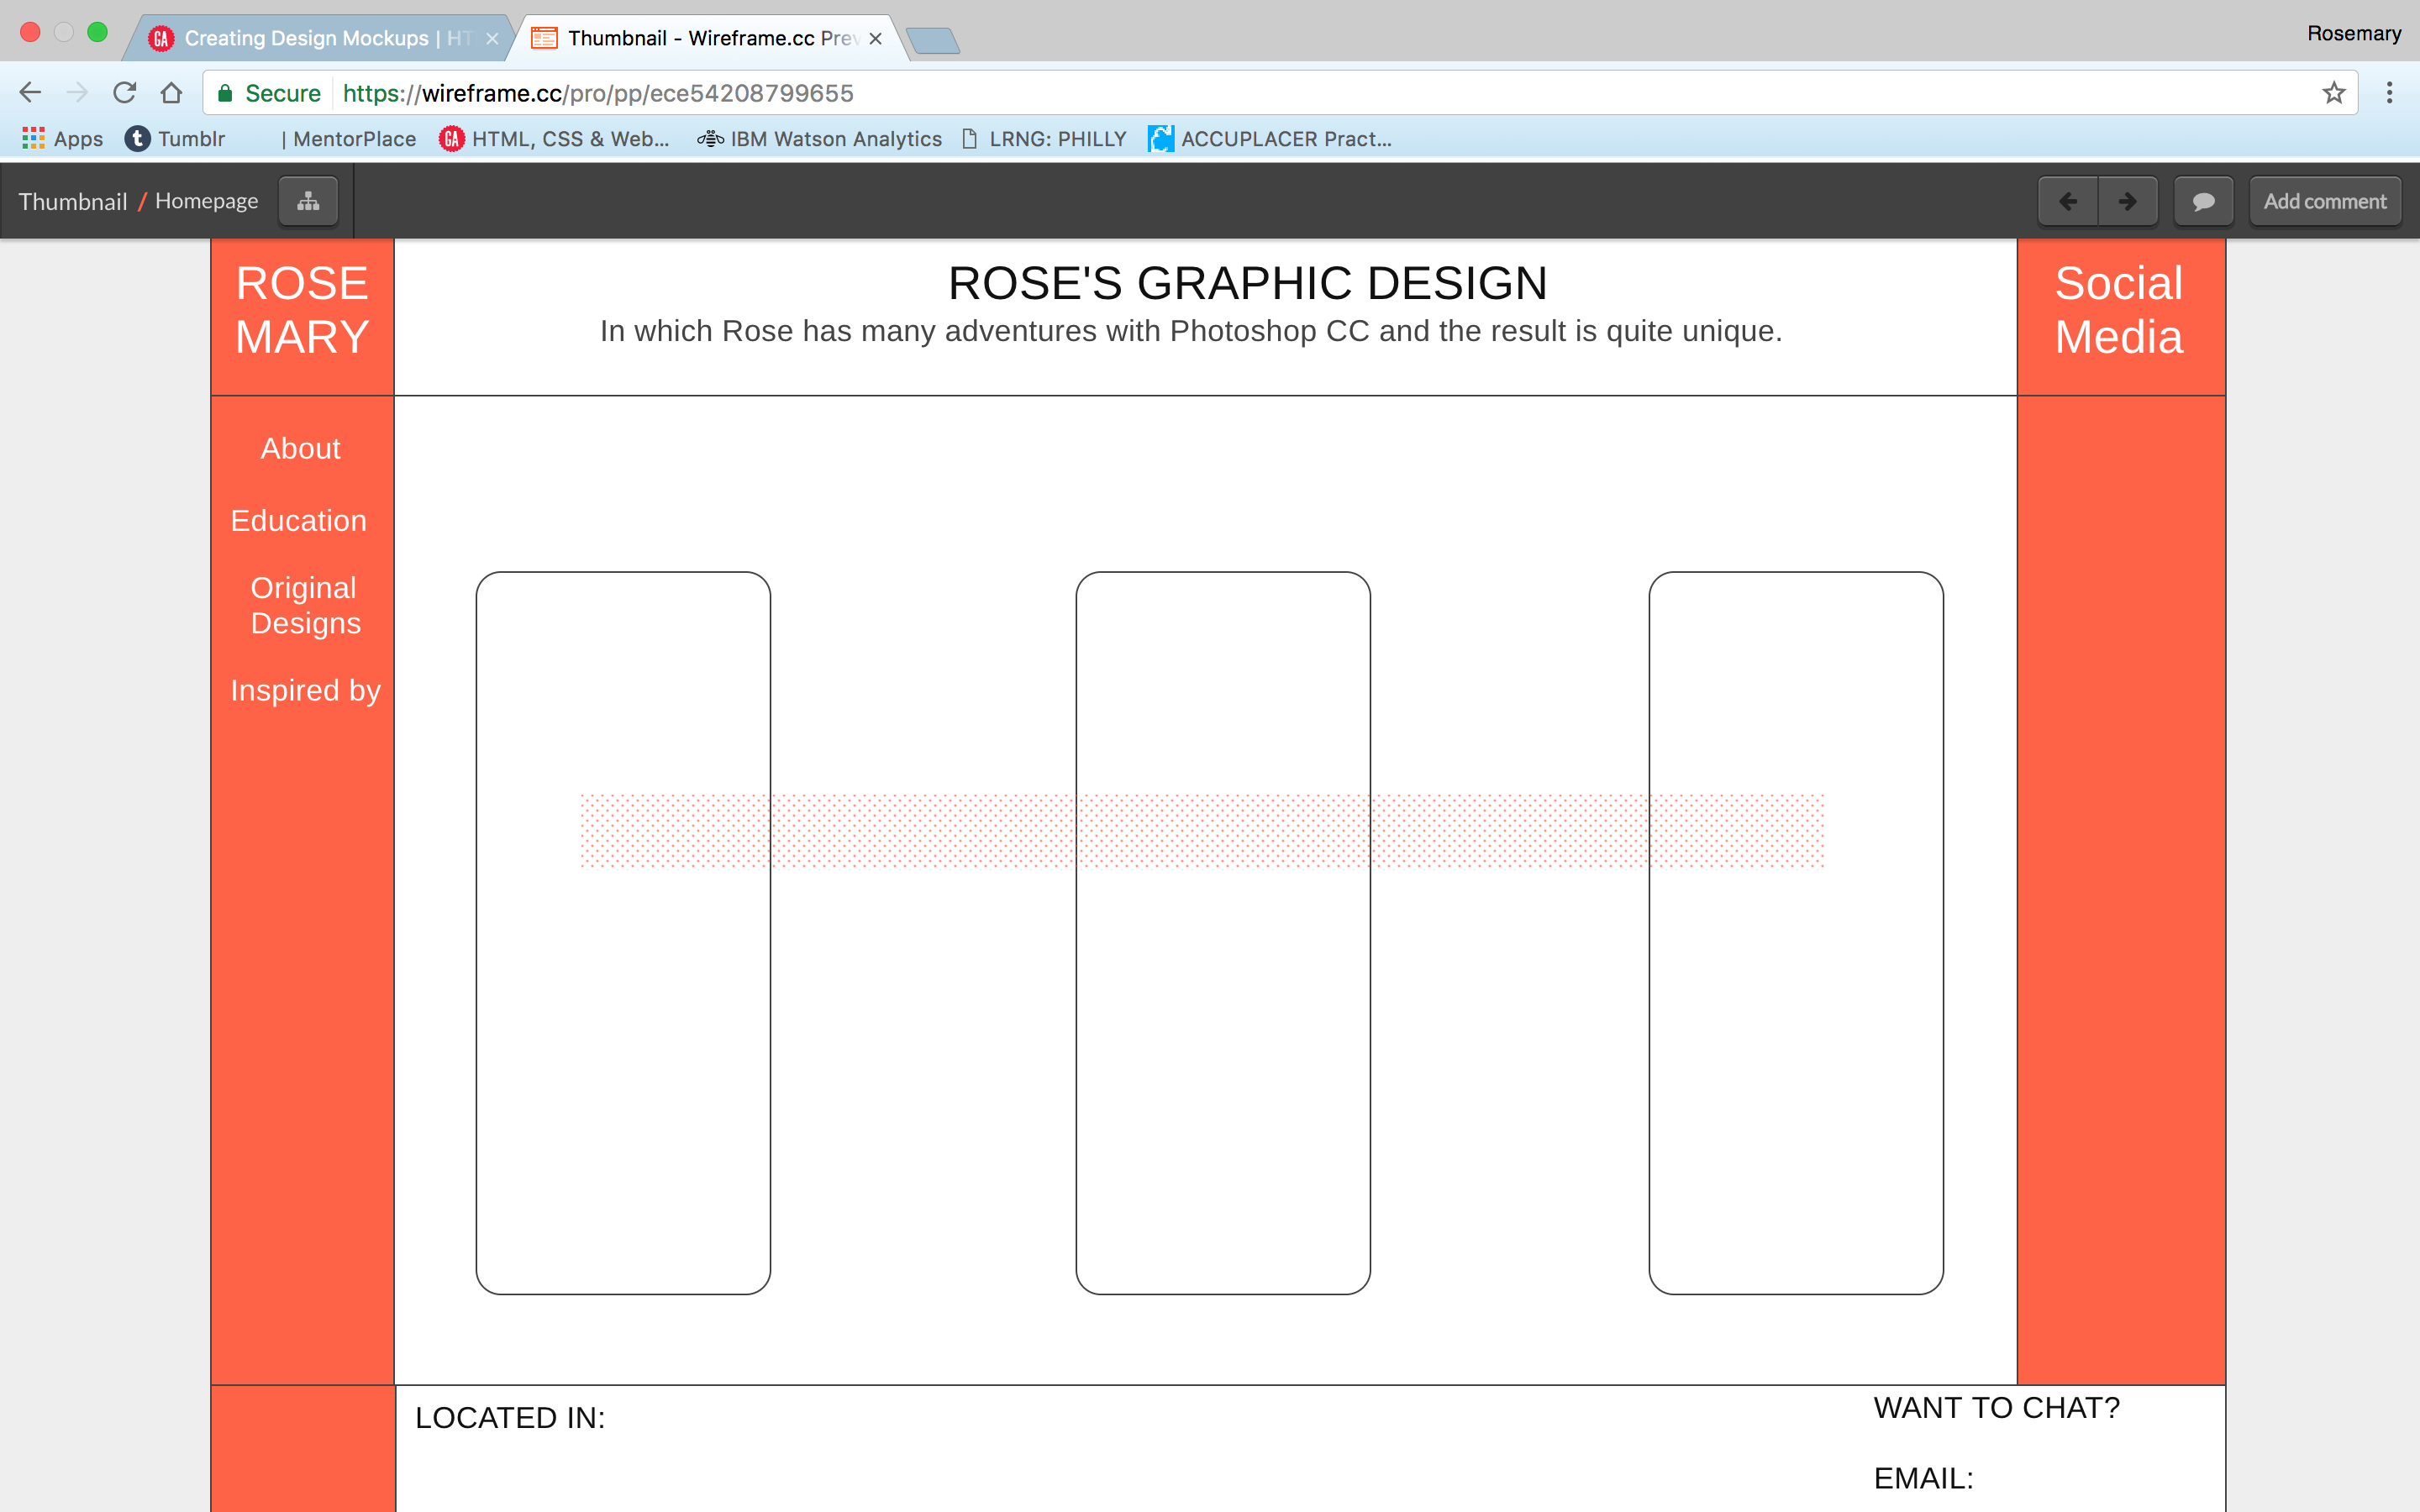 Creating Design Mockups | HT
Thumbnail - Wireframe.cc Prev
Rosemary
Secure
https://wireframe.cc/pro/pp/ece54208799655
Apps
t Tumblr
| MentorPlace
GA HTML, CSS & Web...
IBM Watson Analytics
LRNG: PHILLY
ACCUPLACER Pract...
Thumbnail / Homepage
Add comment
ROSE
MARY
ROSE'S GRAPHIC DESIGN
In which Rose has many adventures with Photoshop CC and the result is quite unique.
Social
Media
About
Education
Original
Designs
Inspired by
LOCATED IN:
WANT TO CHAT?
EMAIL: